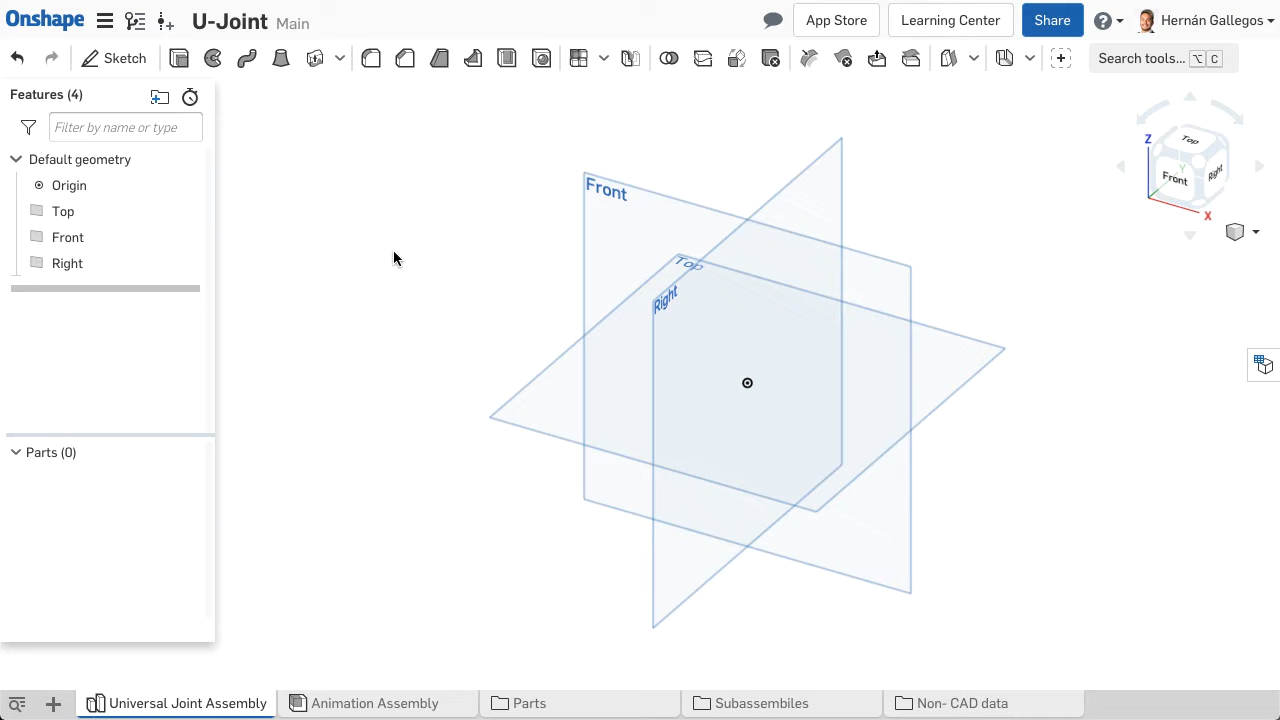 Onshape
U-Joint Main
App Store
Learning Center
Share
Hernán Gallegos
Sketch
Search tools... ⌥ C
Features (4)
Filter by name or type
Default geometry
Origin
Top
Front
Right
Parts (0)
Front
Top
Right
Z
Top
Front
Right
Y
X
Universal Joint Assembly
Animation Assembly
Parts
Subassembiles
Non- CAD data